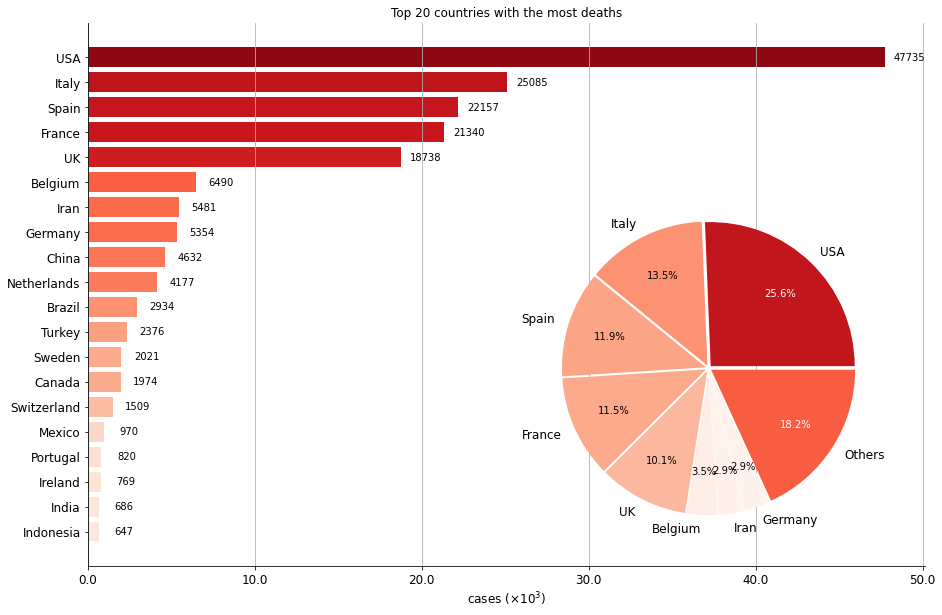 Top 20 countries with the most deaths
USA 47735
Italy 25085
Spain 22157
France 21340
UK 18738
Belgium 6490
Iran 5481
Germany 5354
China 4632
Netherlands 4177
Brazil 2934
Turkey 2376
Sweden 2021
Canada 1974
Switzerland 1509
Mexico 970
Portugal 820
Ireland 769
India 686
Indonesia 647
0.0 10.0 20.0 30.0 40.0 50.0
cases (×10³)
USA
25.6%
Italy
13.5%
Spain
11.9%
France
11.5%
UK
10.1%
Belgium
3.5%
Iran
2.9%
Germany
2.9%
Others
18.2%